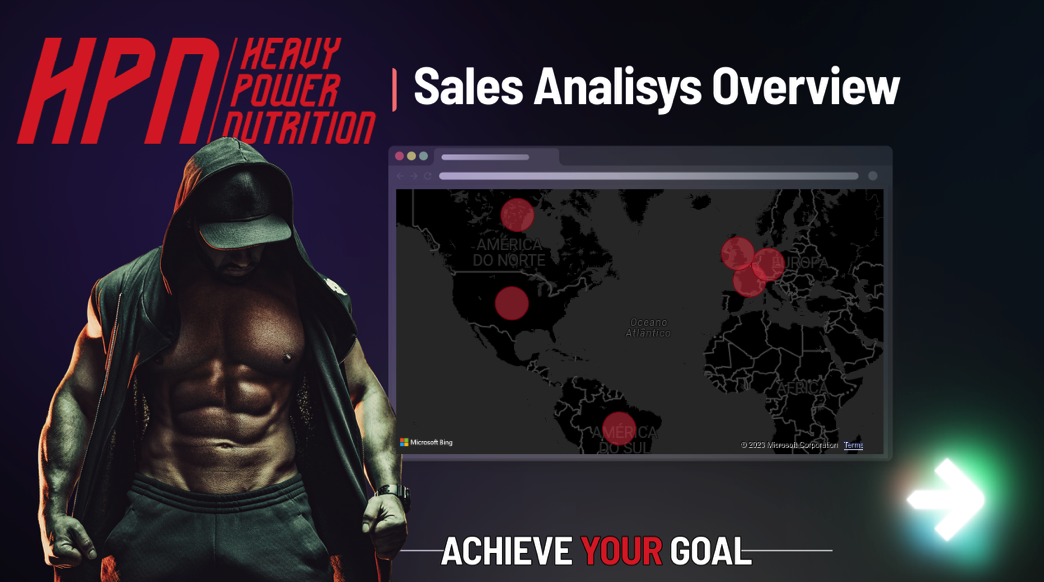 HPN
HEAVY
POWER
NUTRITION
Sales Analisys Overview
AMÉRICA
DO NORTE
EUROPA
Oceano
Atlântico
ÁFRICA
AMÉRICA
DO SUL
Microsoft Bing
© 2023 Microsoft Corporation Terms
ACHIEVE YOUR GOAL